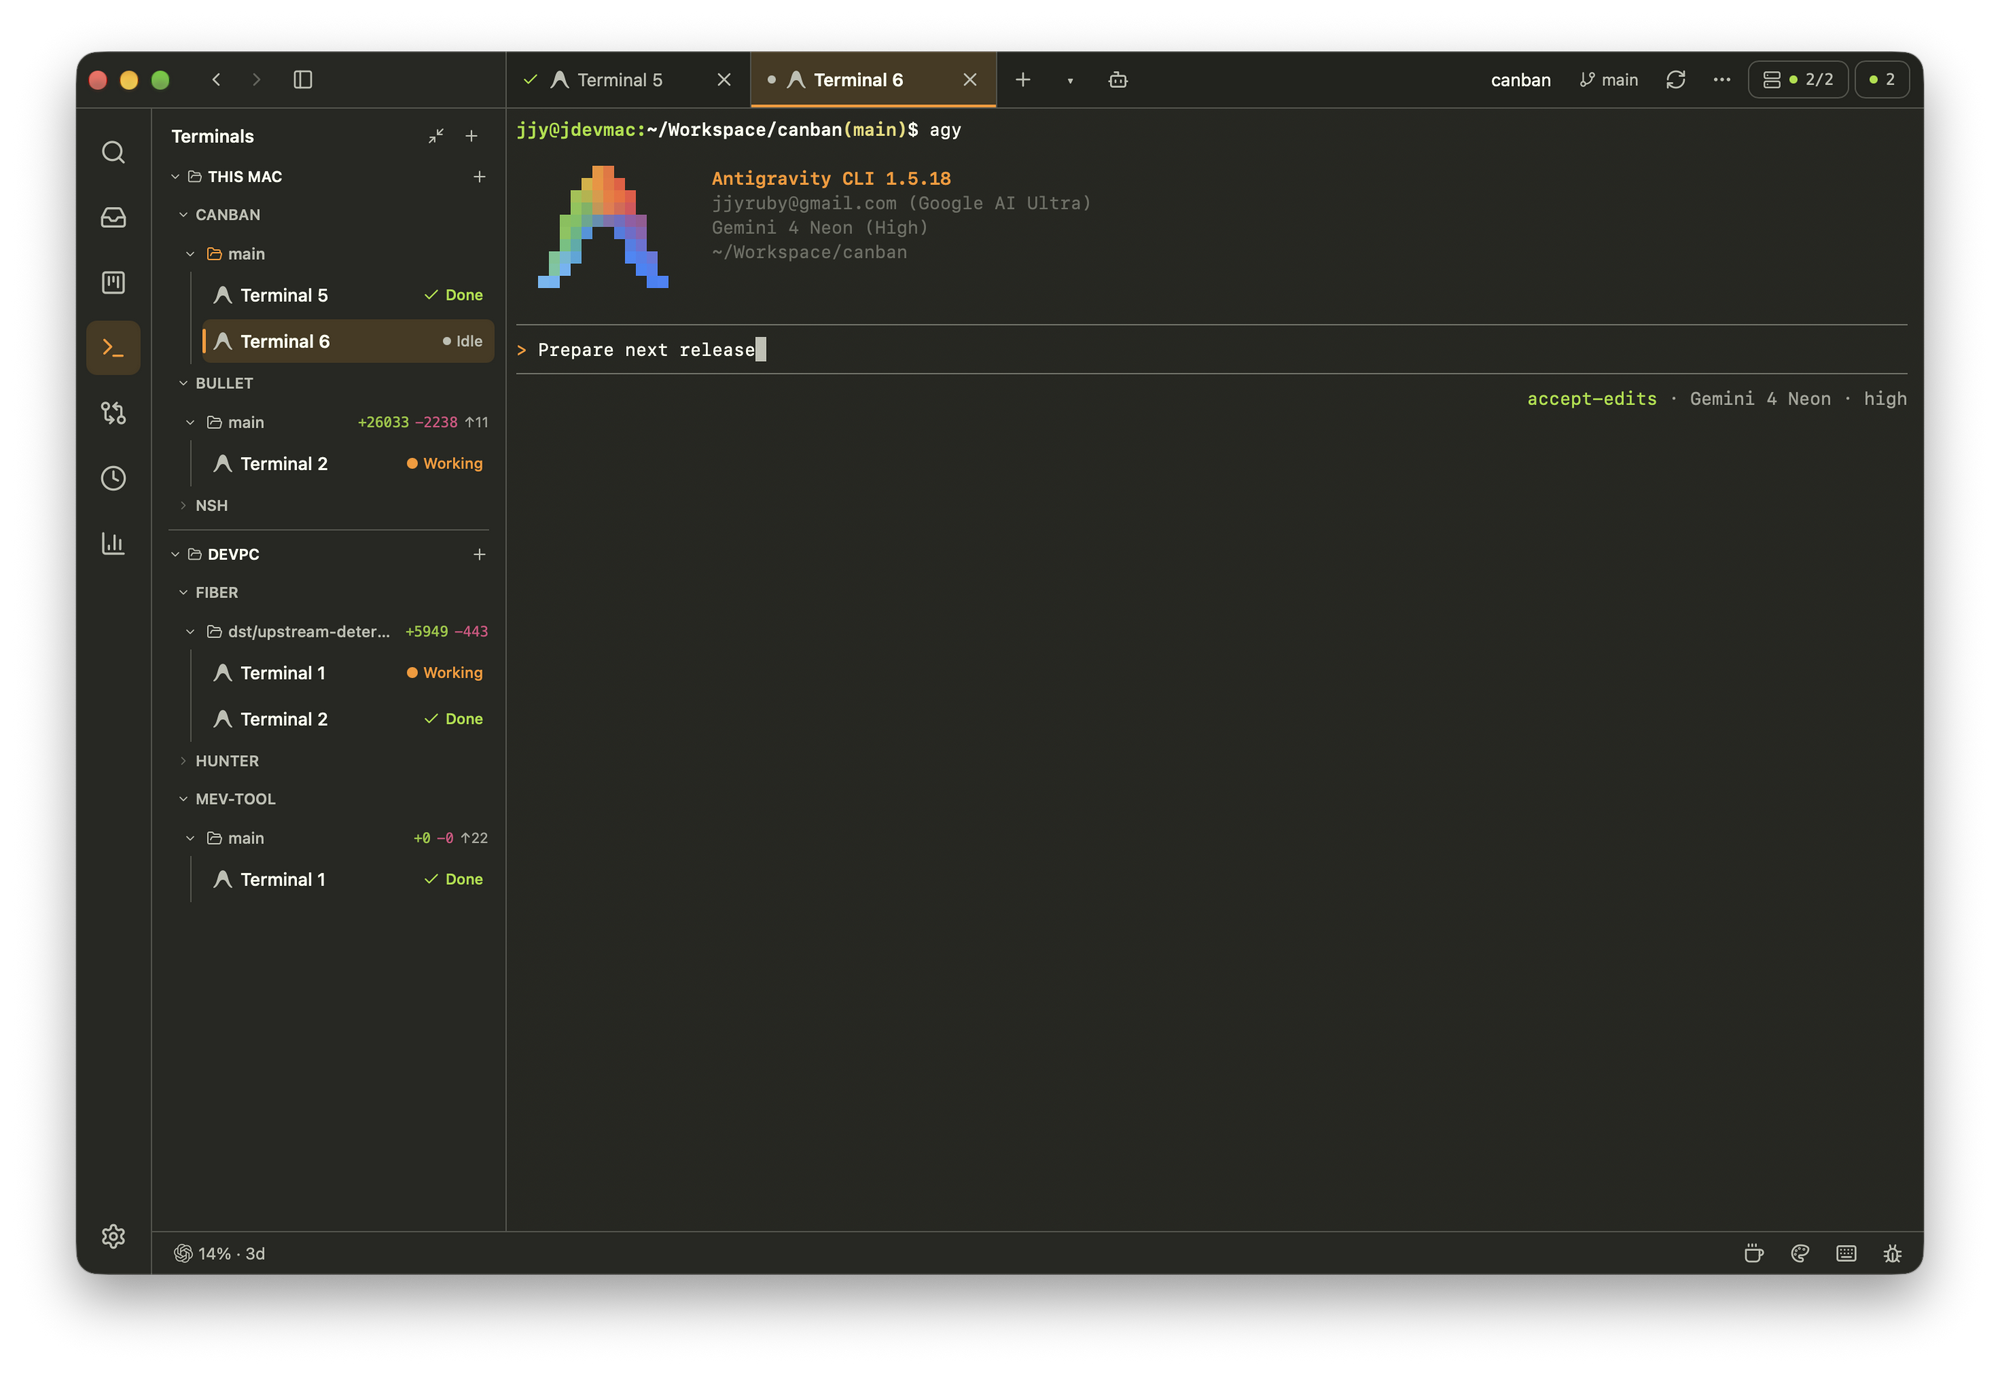 Terminal 5
Terminal 6
canban
main
2/2
2
Terminals
THIS MAC
CANBAN
main
Terminal 5 Done
Terminal 6 Idle
BULLET
main +26033 −2238 ↑11
Terminal 2 Working
NSH
DEVPC
FIBER
dst/upstream-deter... +5949 −443
Terminal 1 Working
Terminal 2 Done
HUNTER
MEV-TOOL
main +0 −0 ↑22
Terminal 1 Done
jjy@jdevmac:~/Workspace/canban(main)$ agy
Antigravity CLI 1.5.18
jjyruby@gmail.com (Google AI Ultra)
Gemini 4 Neon (High)
~/Workspace/canban
> Prepare next release
accept-edits · Gemini 4 Neon · high
14% · 3d